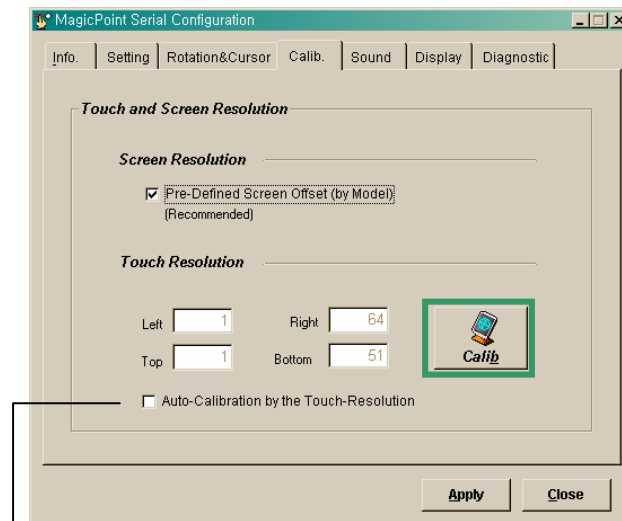 MagicPoint Serial Configuration
Info. Setting Rotation&Cursor Calib. Sound Display Diagnostic
Touch and Screen Resolution
Screen Resolution
Pre-Defined Screen Offset (by Model)
(Recommended)
Touch Resolution
Left 1 Right 64
Top 1 Bottom 51
Calib
Auto-Calibration by the Touch-Resolution
Apply Close